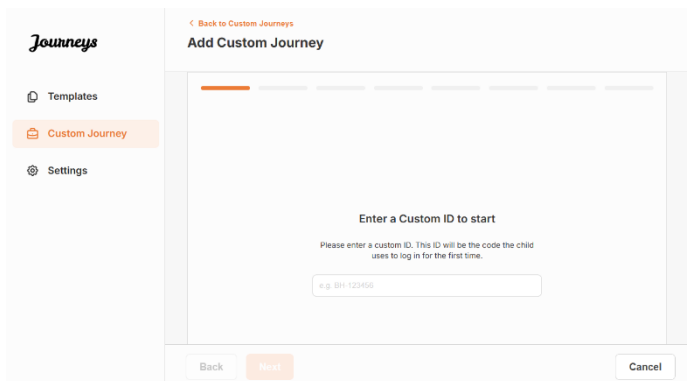 Journeys
Templates
Custom Journey
Settings
< Back to Custom Journeys
Add Custom Journey
Enter a Custom ID to start
Please enter a custom ID. This ID will be the code the child
uses to log in for the first time.
e.g. BH-123456
Back
Next
Cancel